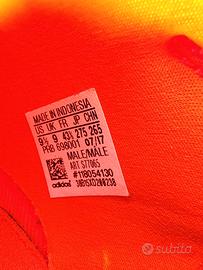 MADE IN INDONESIA
US UK FR JP CHN
9½ 9 43⅓ 275 265
PRB 698001 07/17
MALE/MALE
ART S77065
#118054130
adidas
subito